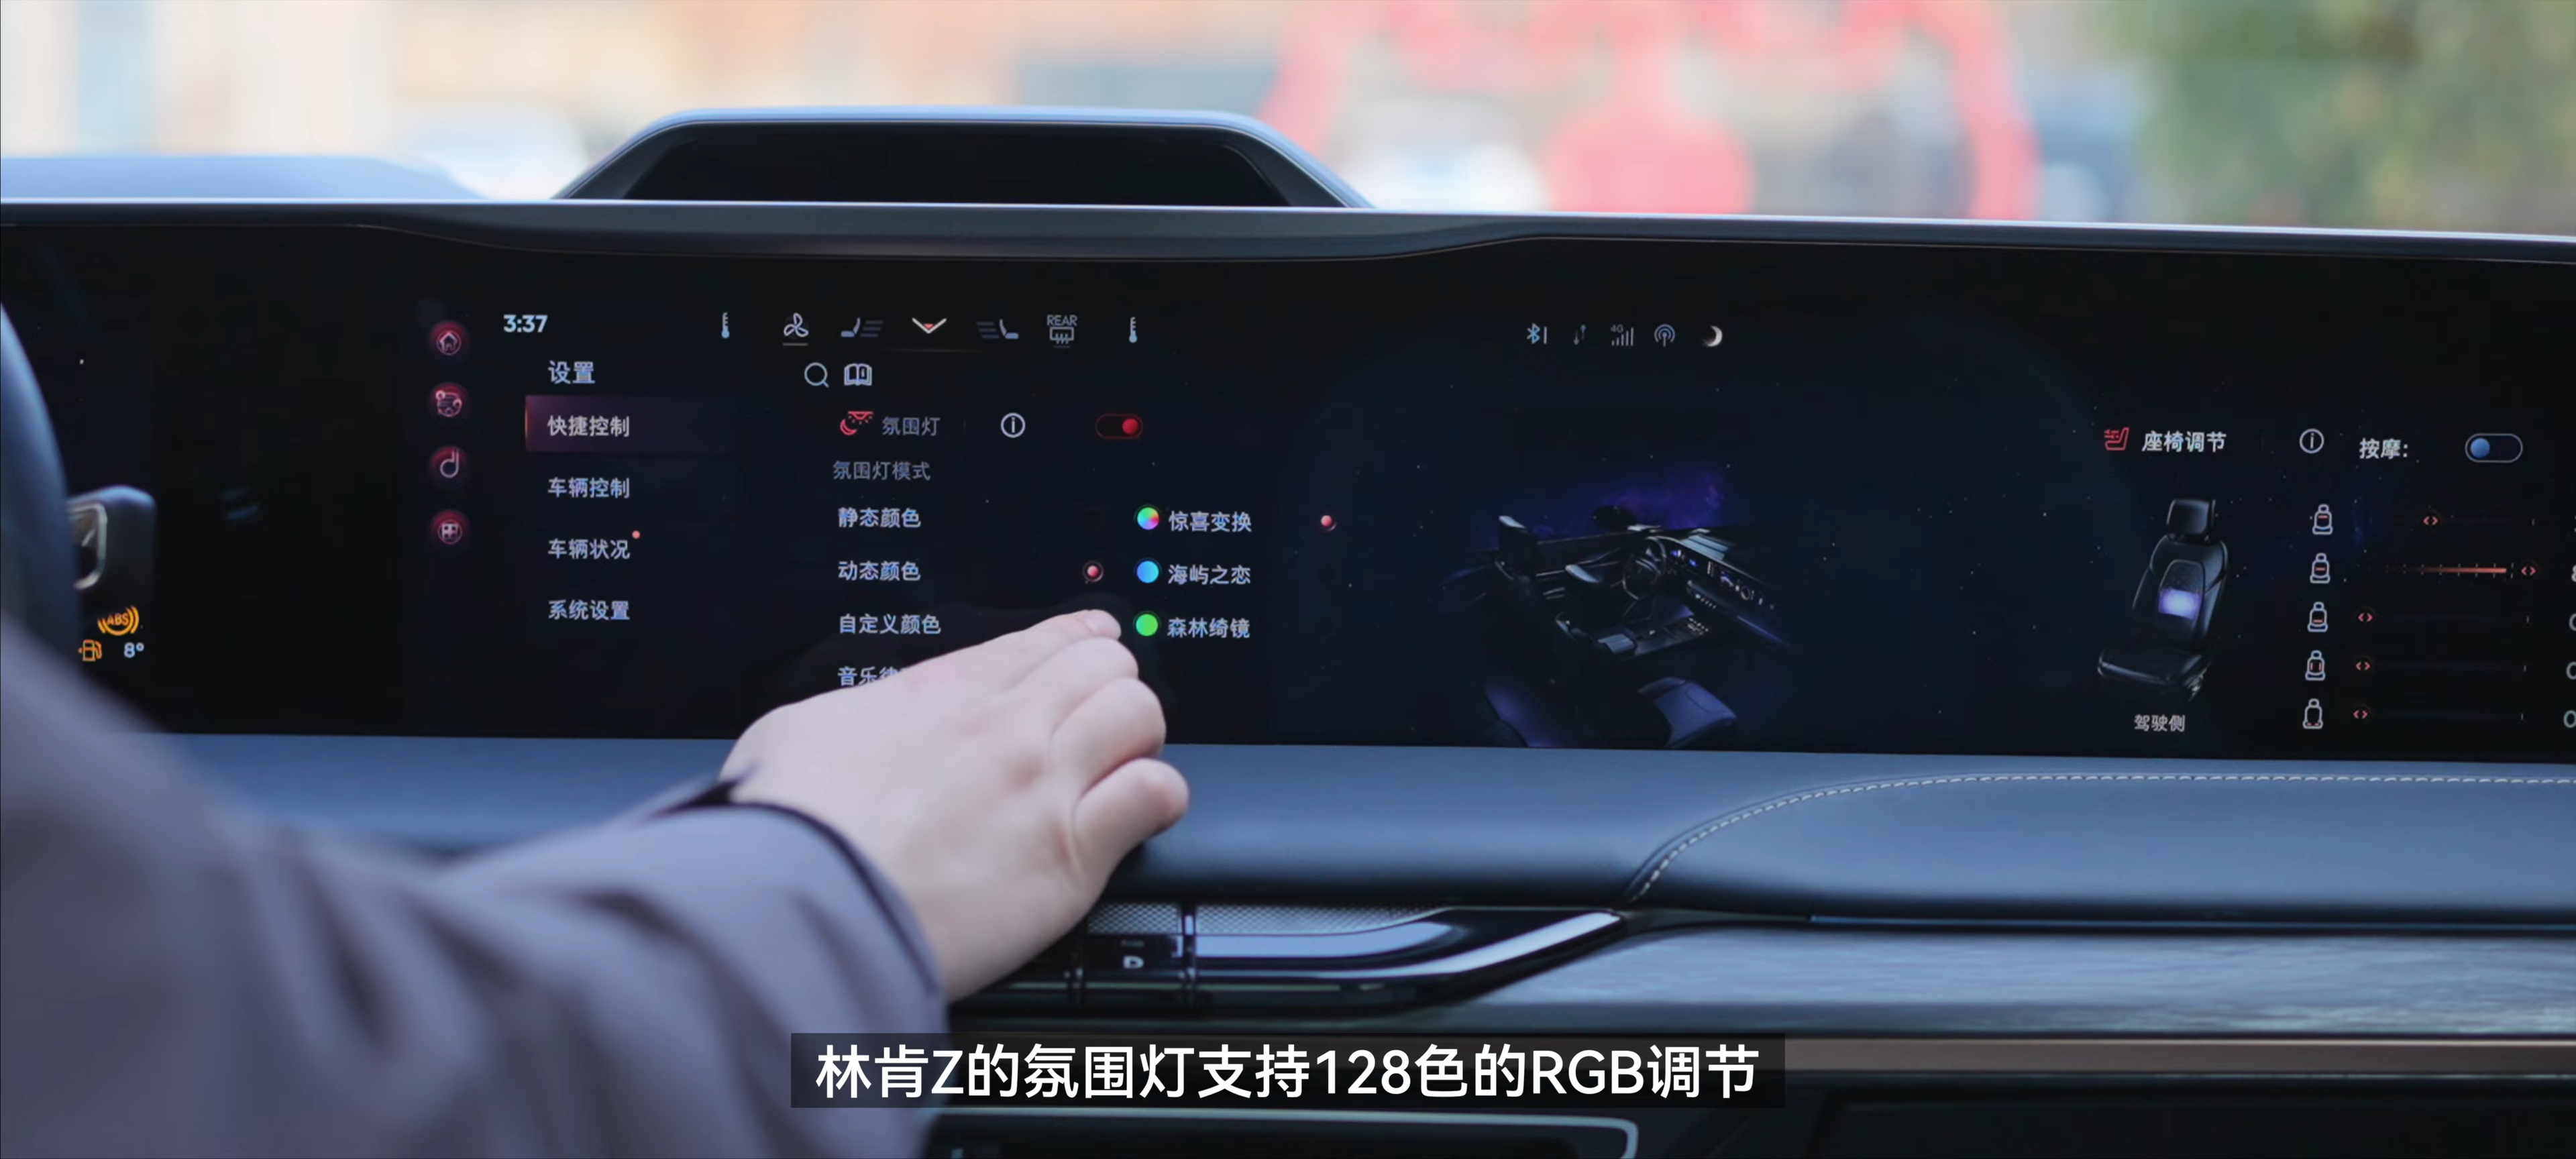 3:37
REAR
4G
设置
快捷控制
车辆控制
车辆状况
系统设置
氛围灯
氛围灯模式
静态颜色
动态颜色
自定义颜色
音乐律
惊喜变换
海屿之恋
森林绮镜
座椅调节
按摩:
驾驶侧
ABS
8°
D
林肯Z的氛围灯支持128色的RGB调节